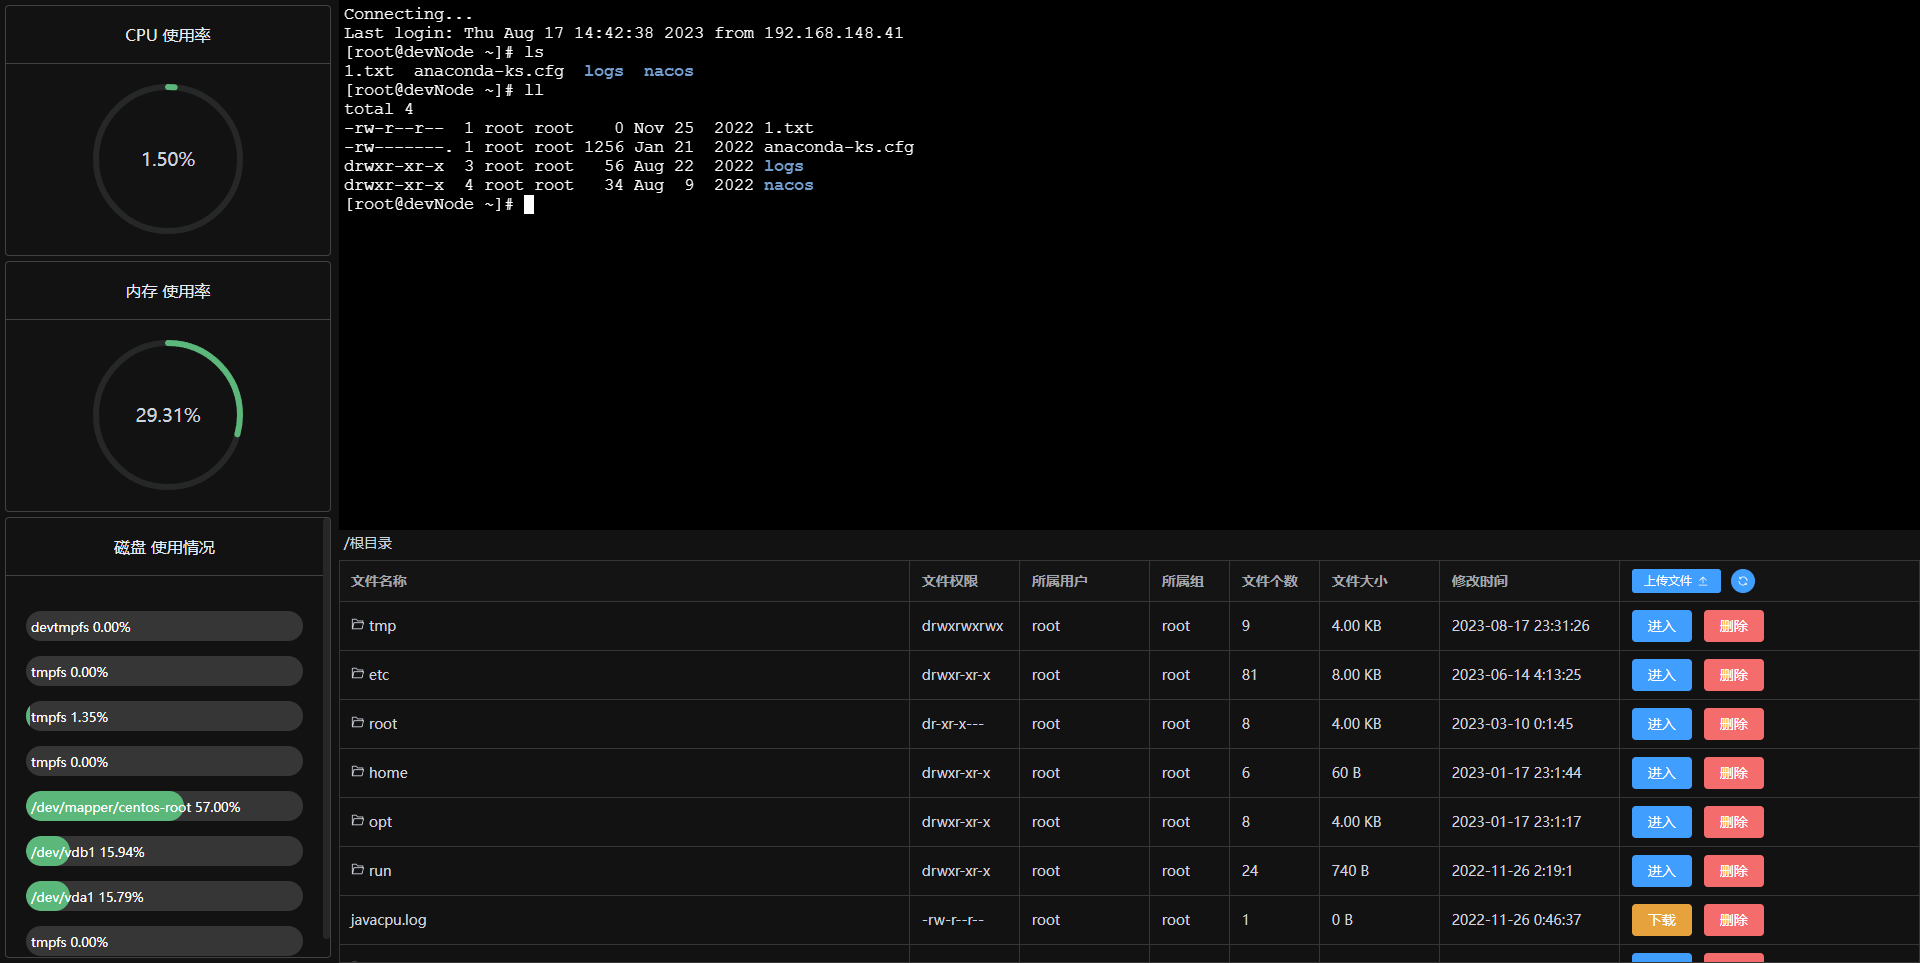 CPU 使用率
1.50%
内存 使用率
29.31%
磁盘 使用情况
devtmpfs 0.00%
tmpfs 0.00%
tmpfs 1.35%
tmpfs 0.00%
/dev/mapper/centos-root 57.00%
/dev/vdb1 15.94%
/dev/vda1 15.79%
tmpfs 0.00%
Connecting...
Last login: Thu Aug 17 14:42:38 2023 from 192.168.148.41
[root@devNode ~]# ls
1.txt  anaconda-ks.cfg  logs  nacos
[root@devNode ~]# ll
total 4
-rw-r--r--  1 root root    0 Nov 25  2022 1.txt
-rw-------. 1 root root 1256 Jan 21  2022 anaconda-ks.cfg
drwxr-xr-x  3 root root   56 Aug 22  2022 logs
drwxr-xr-x  4 root root   34 Aug  9  2022 nacos
[root@devNode ~]#
/根目录
文件名称 文件权限 所属用户 所属组 文件个数 文件大小 修改时间 上传文件
tmp drwxrwxrwx root root 9 4.00 KB 2023-08-17 23:31:26 进入 删除
etc drwxr-xr-x root root 81 8.00 KB 2023-06-14 4:13:25 进入 删除
root dr-xr-x--- root root 8 4.00 KB 2023-03-10 0:1:45 进入 删除
home drwxr-xr-x root root 6 60 B 2023-01-17 23:1:44 进入 删除
opt drwxr-xr-x root root 8 4.00 KB 2023-01-17 23:1:17 进入 删除
run drwxr-xr-x root root 24 740 B 2022-11-26 2:19:1 进入 删除
javacpu.log -rw-r--r-- root root 1 0 B 2022-11-26 0:46:37 下载 删除